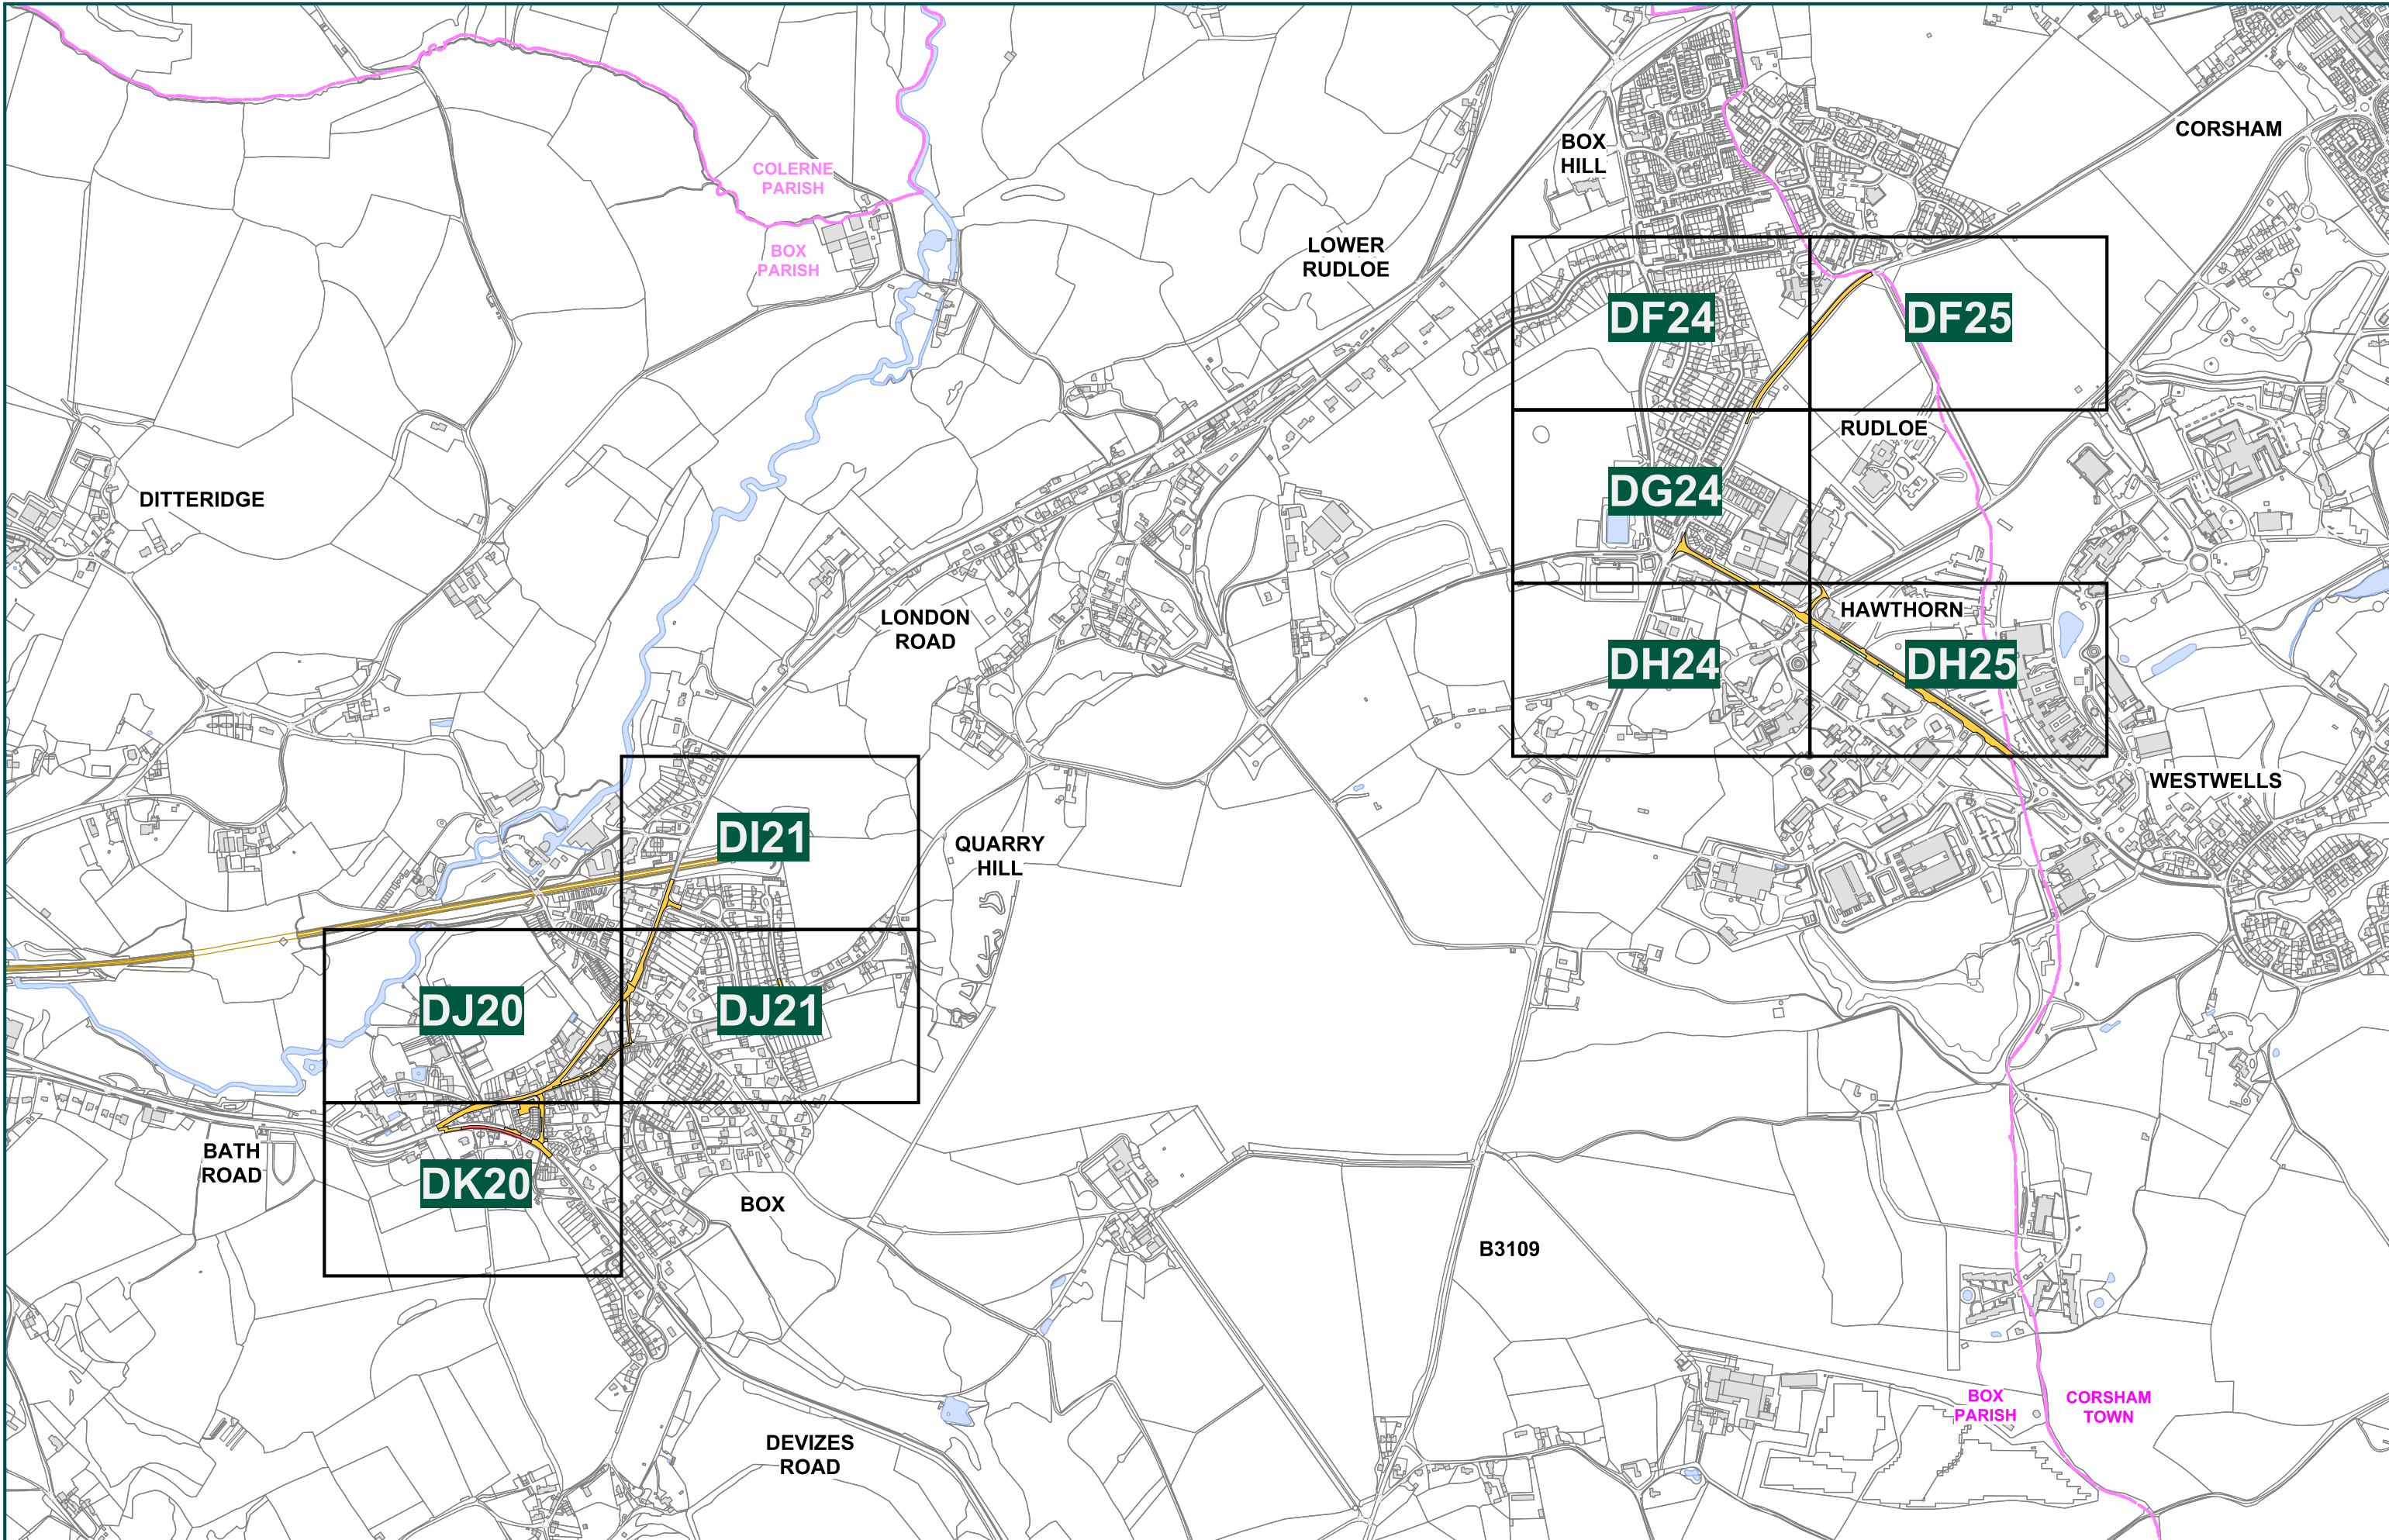 CORSHAM
BOX
HILL
COLERNE
PARISH
BOX
PARISH
LOWER
RUDLOE
DF24
DF25
RUDLOE
DITTERIDGE
DG24
LONDON
ROAD
HAWTHORN
DH24
DH25
WESTWELLS
DI21
QUARRY
HILL
DJ20
DJ21
BATH
ROAD
DK20
BOX
B3109
BOX
PARISH
CORSHAM
TOWN
DEVIZES
ROAD